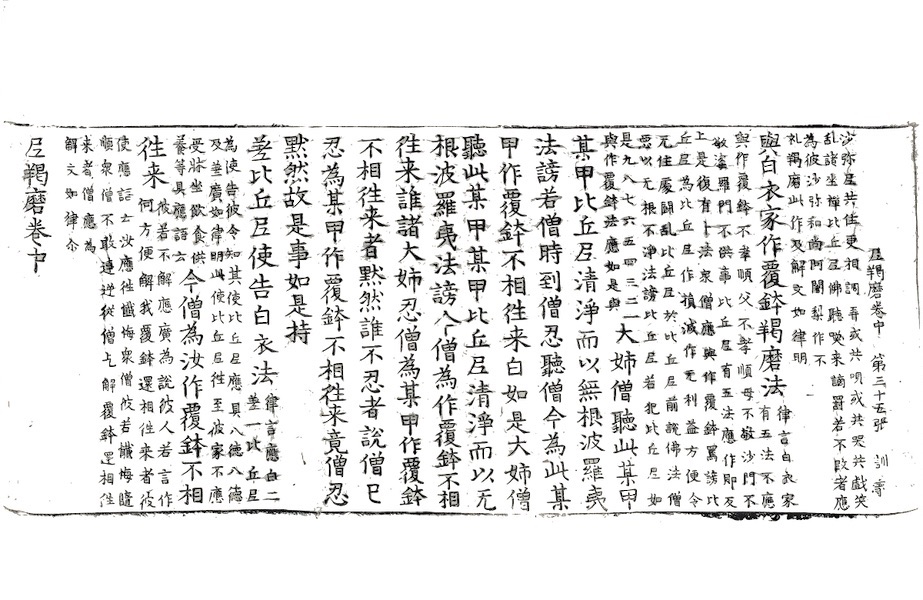 尼羯磨卷中 第三十五張 訓
沙弥尼共住更相調弄或共唄或共哭共戲笑
亂諸坐禪比丘尼佛聽喚来謫罰若不改者應
為彼沙弥和尚阿闍梨作不
礼羯磨此作及解文如律明
與白衣家作覆鉢羯磨法 律言白衣家
有五法不應
與作覆鉢不孝順父不孝順母不敬沙門不
敬婆羅門不供事比丘尼有五法應作即反
上是復有十法衆僧應與作覆鉢罵謗比
丘尼為比丘尼作損減作无利益方便令
无住處鬪亂比丘尼於比丘尼前説佛法僧
惡以无根不淨法謗比丘尼若犯比丘尼如
是九八七六五四三二一
與作覆鉢法應如是與
大姉僧聽此某甲
某甲比丘尼清淨而以無根波羅夷
法謗若僧時到僧忍聽僧今為此某
甲作覆鉢不相往来白如是大姉僧
聽此某甲某甲比丘尼清淨而以无
根波羅夷法謗今僧為作覆鉢不相
往来誰諸大姉忍僧為某甲作覆鉢
不相往来者默然誰不忍者說僧已
忍為某甲作覆鉢不相往来竟僧忍
默然故是事如是持
差比丘尼使告白衣法 律言應白二
差一比丘尼
為使告彼令知其使比丘尼應具八德八德
及差廣如律明此使比丘尼往至彼家不應
受牀坐飲食供
養等具應語云
今僧為汝作覆鉢不相
往来 彼若不解應廣為說彼人若言作
何方便解我覆鉢還相往来者彼
使應語云汝應往懺悔衆僧彼若懺悔隨
順衆僧不敢違逆從僧乞解覆鉢還相往
来者僧應為
解文如律尒
尼羯磨卷中